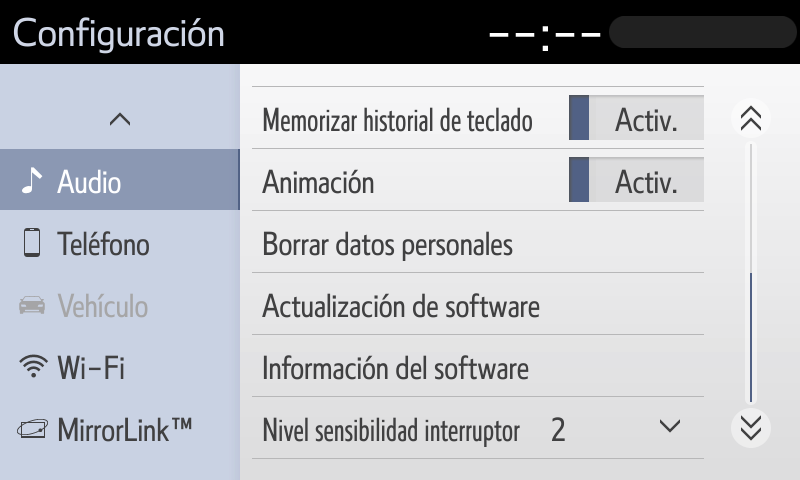 Configuración
--:--
Audio
Teléfono
Vehículo
Wi-Fi
MirrorLink™
Memorizar historial de teclado Activ.
Animación Activ.
Borrar datos personales
Actualización de software
Información del software
Nivel sensibilidad interruptor 2